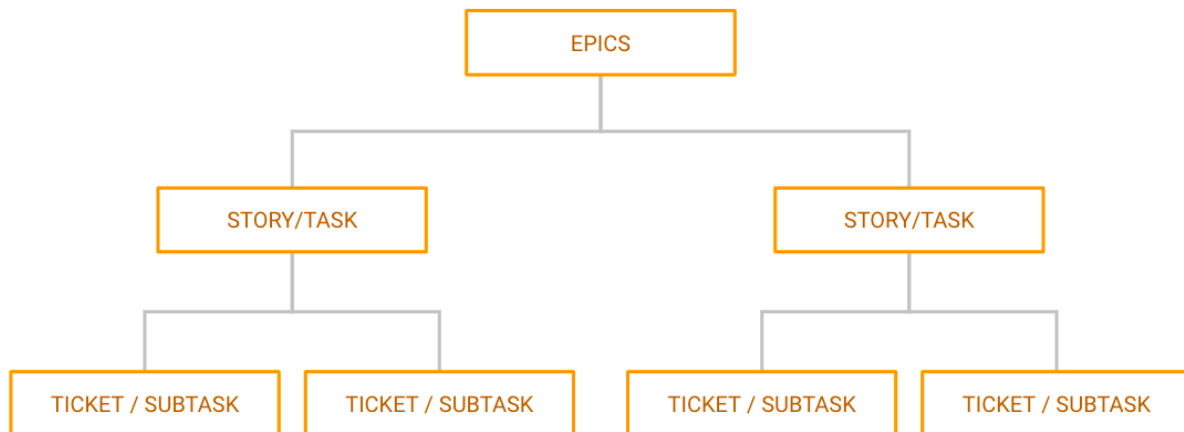 EPICS
STORY/TASK
STORY/TASK
TICKET / SUBTASK
TICKET / SUBTASK
TICKET / SUBTASK
TICKET / SUBTASK